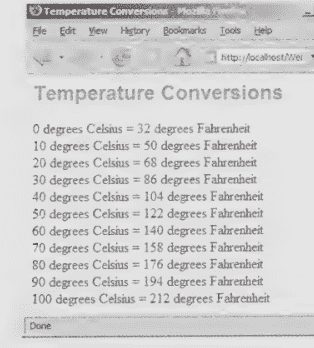 Temperature Conversions - Mozilla
File Edit View History Bookmarks Tools Help
http://localhost/Wei
Temperature Conversions
0 degrees Celsius = 32 degrees Fahrenheit
10 degrees Celsius = 50 degrees Fahrenheit
20 degrees Celsius = 68 degrees Fahrenheit
30 degrees Celsius = 86 degrees Fahrenheit
40 degrees Celsius = 104 degrees Fahrenheit
50 degrees Celsius = 122 degrees Fahrenheit
60 degrees Celsius = 140 degrees Fahrenheit
70 degrees Celsius = 158 degrees Fahrenheit
80 degrees Celsius = 176 degrees Fahrenheit
90 degrees Celsius = 194 degrees Fahrenheit
100 degrees Celsius = 212 degrees Fahrenheit
Done